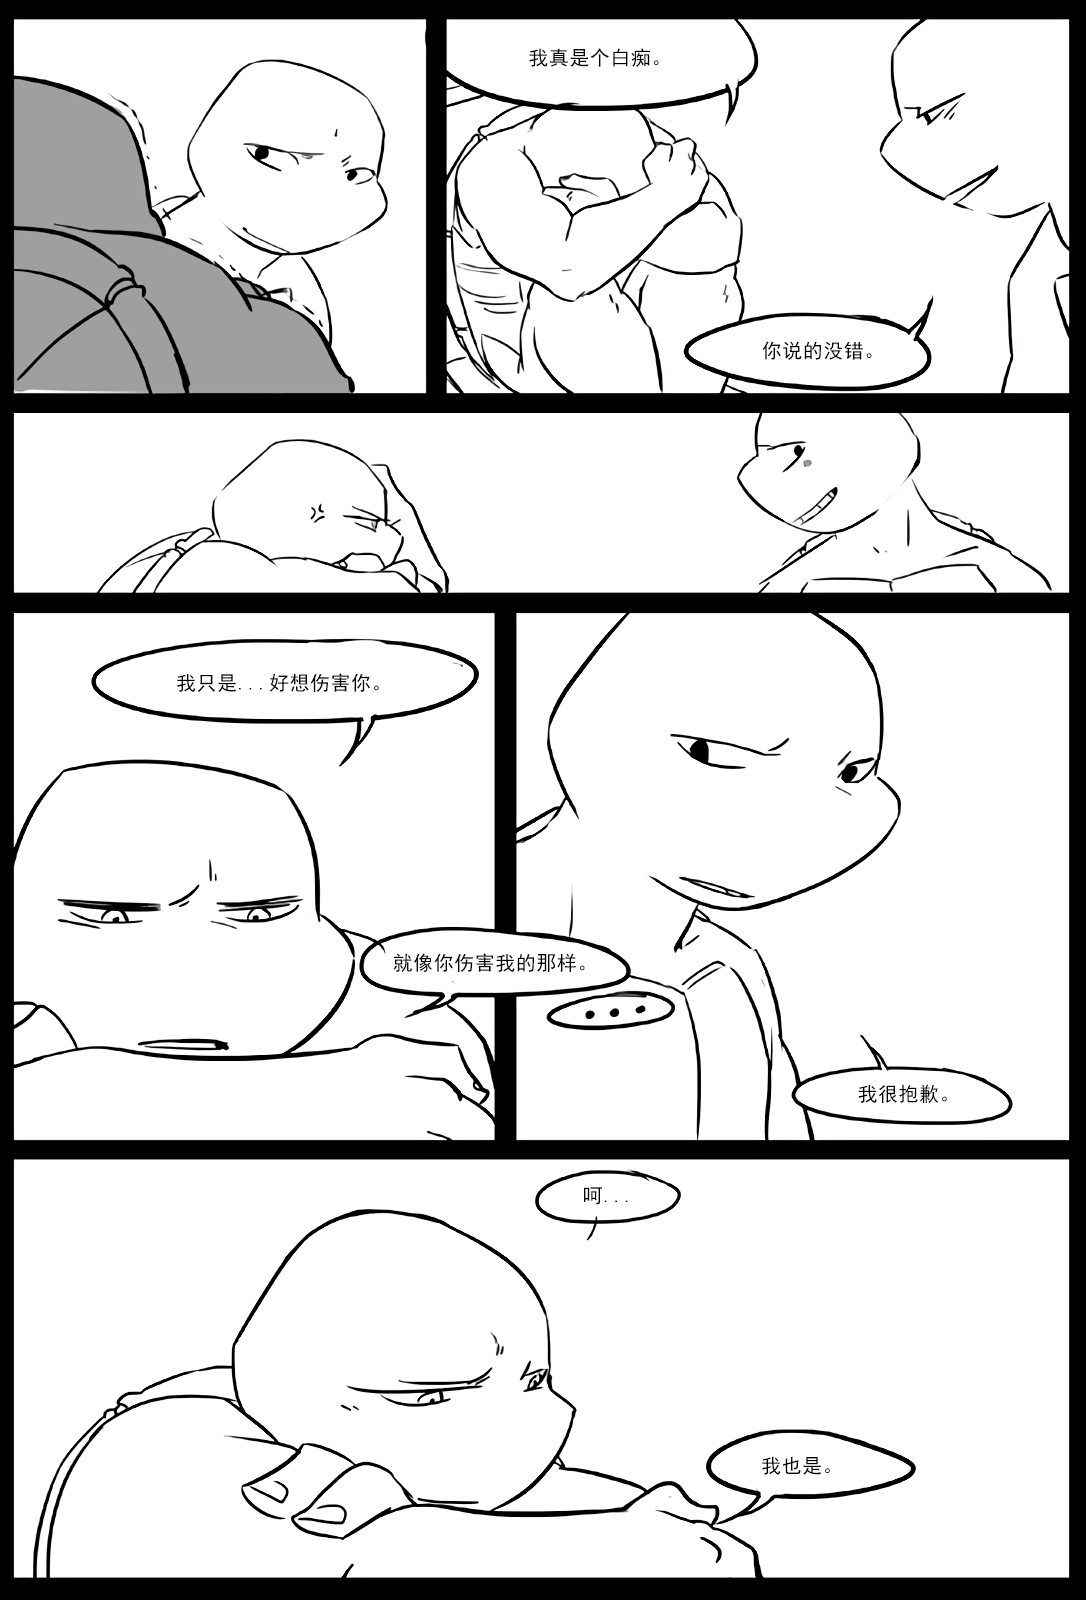 我真是个白痴。
你说的没错。
我只是...好想伤害你。
就像你伤害我的那样。
...
我很抱歉。
呵...
我也是。